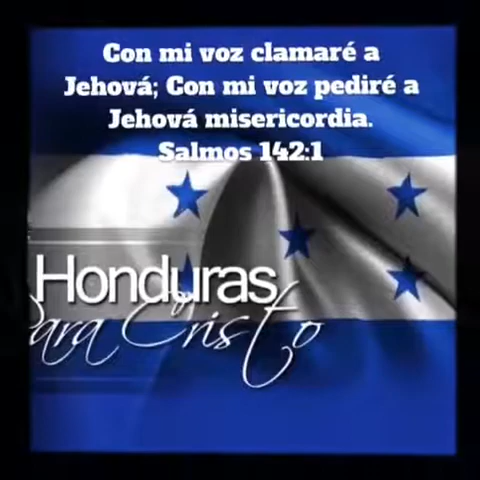 Con mi voz clamaré a
Jehová; Con mi voz pediré a
Jehová misericordia.
Salmos 142:1
Honduras
Para Cristo